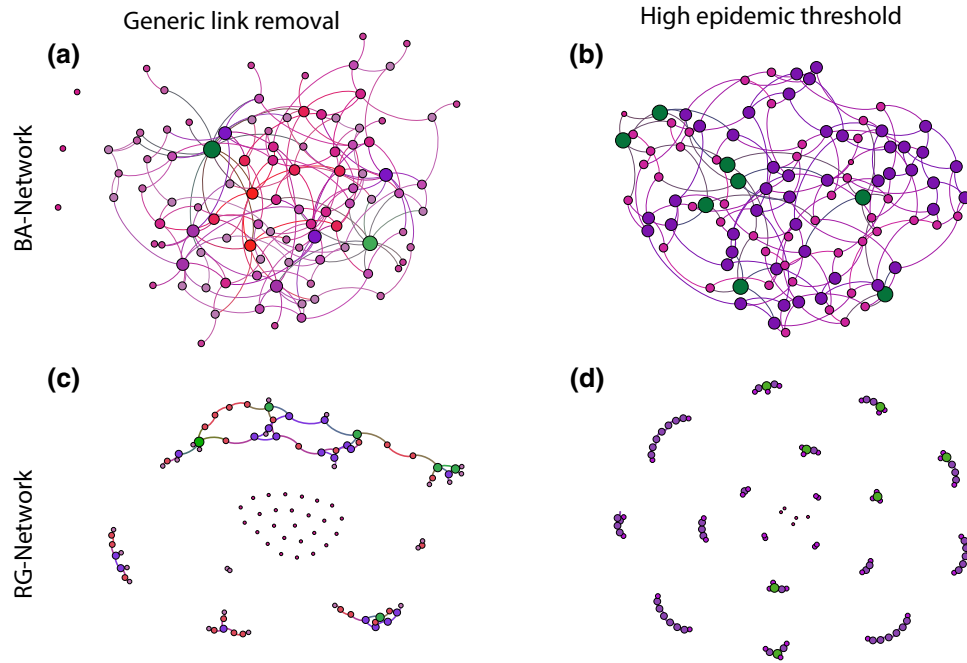 Generic link removal
High epidemic threshold
(a)
(b)
BA-Network
(c)
(d)
RG-Network